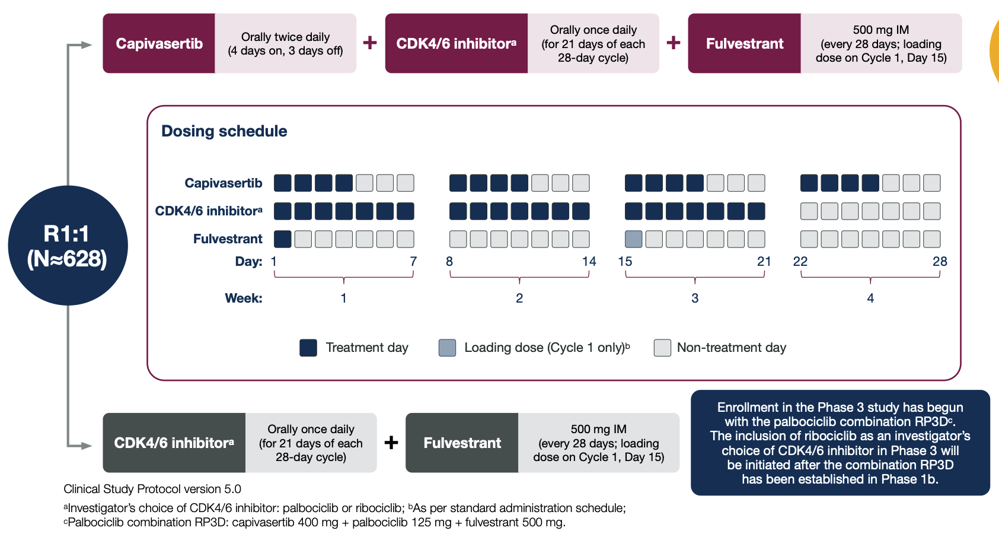 Capivasertib
Orally twice daily
(4 days on, 3 days off)
+
CDK4/6 inhibitorᵃ
Orally once daily
(for 21 days of each
28-day cycle)
+
Fulvestrant
500 mg IM
(every 28 days; loading
dose on Cycle 1, Day 15)
R1:1
(N≈628)
Dosing schedule
Capivasertib
CDK4/6 inhibitorᵃ
Fulvestrant
Day: 1 7 8 14 15 21 22 28
Week: 1 2 3 4
Treatment day
Loading dose (Cycle 1 only)ᵇ
Non-treatment day
CDK4/6 inhibitorᵃ
Orally once daily
(for 21 days of each
28-day cycle)
+
Fulvestrant
500 mg IM
(every 28 days; loading
dose on Cycle 1, Day 15)
Enrollment in the Phase 3 study has begun
with the palbociclib combination RP3Dᶜ.
The inclusion of ribociclib as an investigator’s
choice of CDK4/6 inhibitor in Phase 3 will
be initiated after the combination RP3D
has been established in Phase 1b.
Clinical Study Protocol version 5.0
ᵃInvestigator’s choice of CDK4/6 inhibitor: palbociclib or ribociclib; ᵇAs per standard administration schedule;
ᶜPalbociclib combination RP3D: capivasertib 400 mg + palbociclib 125 mg + fulvestrant 500 mg.